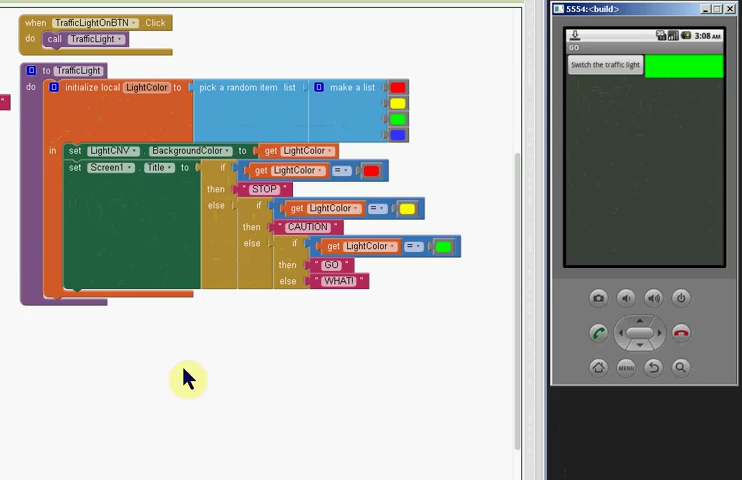 when TrafficLightOnBTN .Click
do call TrafficLight
to TrafficLight
"
do initialize local LightColor to pick a random item list make a list
in set LightCNV . BackgroundColor to get LightColor
set Screen1 . Title to if get LightColor =
then " STOP "
else if get LightColor =
then " CAUTION "
else if get LightColor =
then " GO "
else " WHAT! "
5554:<build>
3:08 AM
GO
Switch the traffic light
MENU